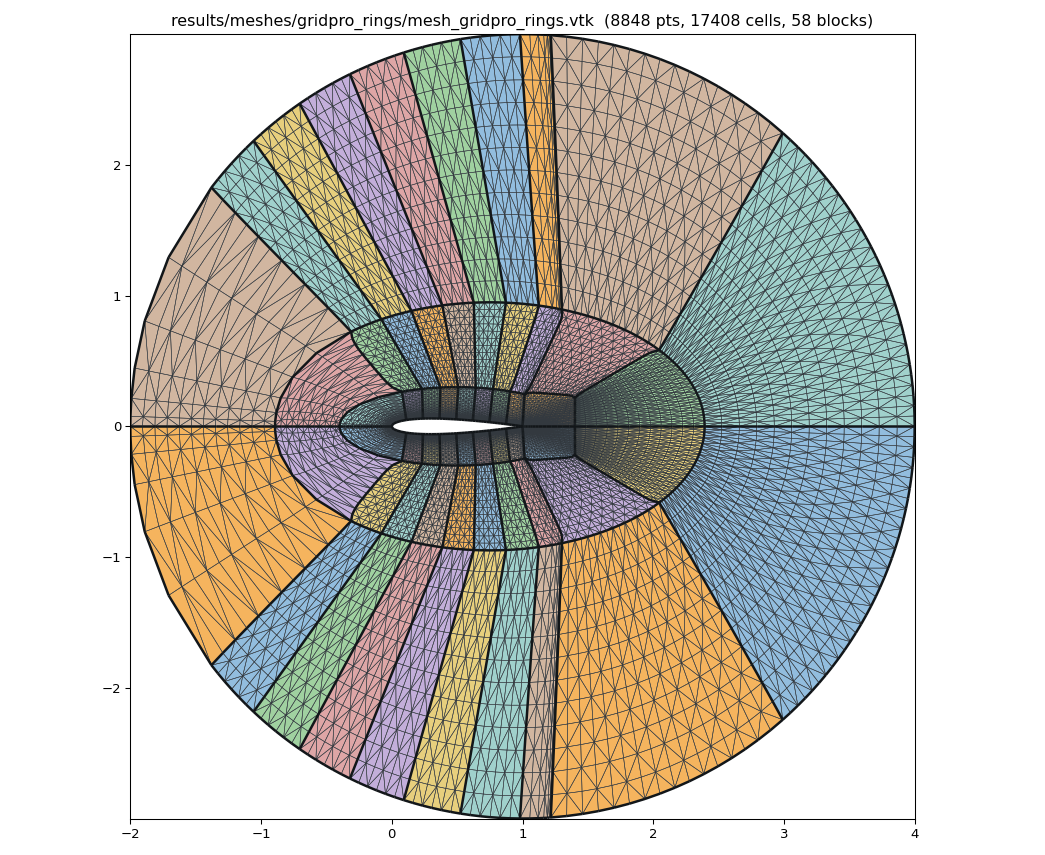 results/meshes/gridpro_rings/mesh_gridpro_rings.vtk (8848 pts, 17408 cells, 58 blocks)
2
1
0
−1
−2
−2 −1 0 1 2 3 4